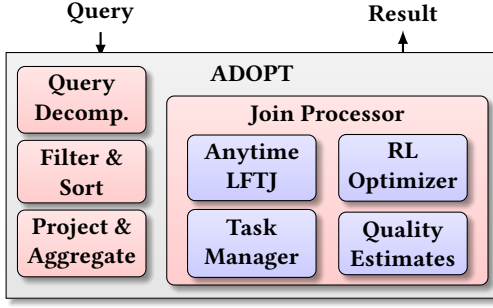 Query
Result
ADOPT
Query
Decomp.
Filter &
Sort
Project &
Aggregate
Join Processor
Anytime
LFTJ
RL
Optimizer
Task
Manager
Quality
Estimates